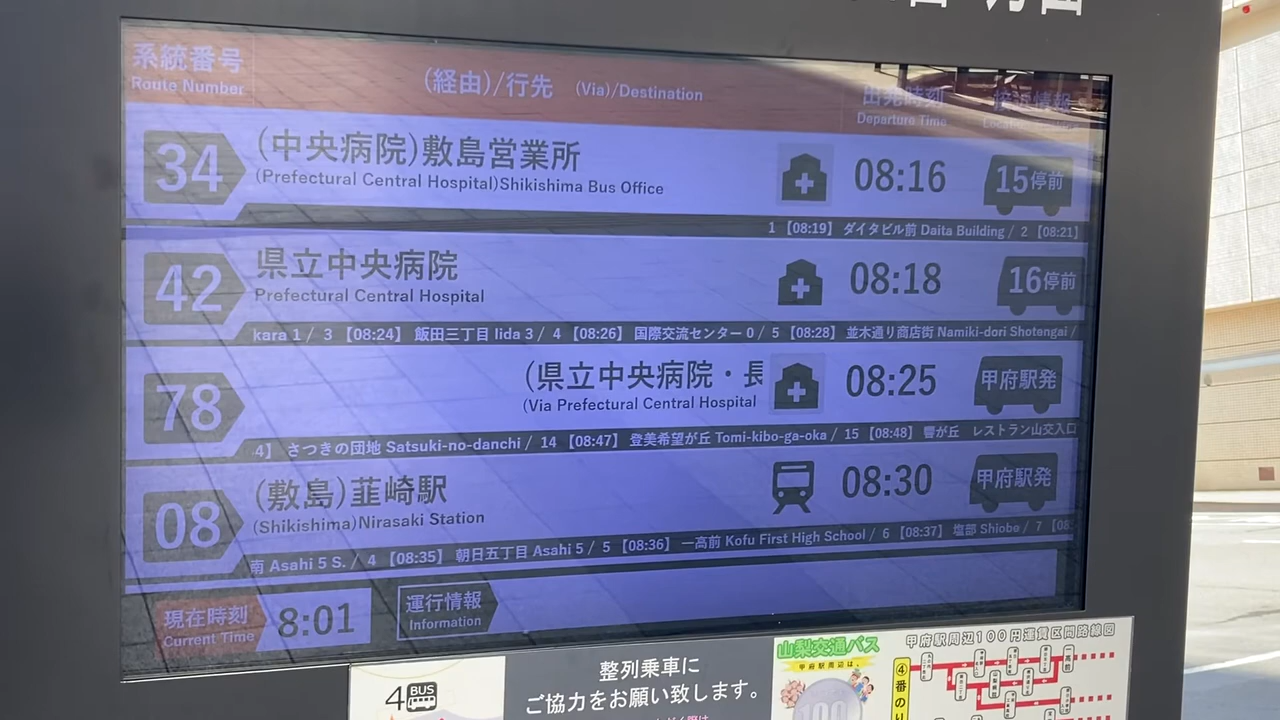 系統番号
Route Number
(経由)/行先 (Via)/Destination
出発時刻
Departure Time
34
(中央病院)敷島営業所
(Prefectural Central Hospital)Shikishima Bus Office
08:16
15停前
1 【08:19】 ダイタビル前 Daita Building / 2 【08:21】
42
県立中央病院
Prefectural Central Hospital
08:18
16停前
kara 1 / 3 【08:24】 飯田三丁目 Iida 3 / 4 【08:26】 国際交流センター 0 / 5 【08:28】 並木通り商店街 Namiki-dori Shotengai /
78
(県立中央病院・長
(Via Prefectural Central Hospital
08:25
甲府駅発
4】 さつきの団地 Satsuki-no-danchi / 14 【08:47】 登美希望が丘 Tomi-kibo-ga-oka / 15 【08:48】 響が丘 レストラン山交入口
08
(敷島)韮崎駅
(Shikishima)Nirasaki Station
08:30
甲府駅発
南 Asahi 5 S. / 4 【08:35】 朝日五丁目 Asahi 5 / 5 【08:36】 一高前 Kofu First High School / 6 【08:37】 塩部 Shiobe / 7 【08:
現在時刻
Current Time
8:01
運行情報
Information
4 BUS
整列乗車に
ご協力をお願い致します。
山梨交通バス
甲府駅周辺は、
100
甲府駅周辺100円運賃区間路線図
④番のり